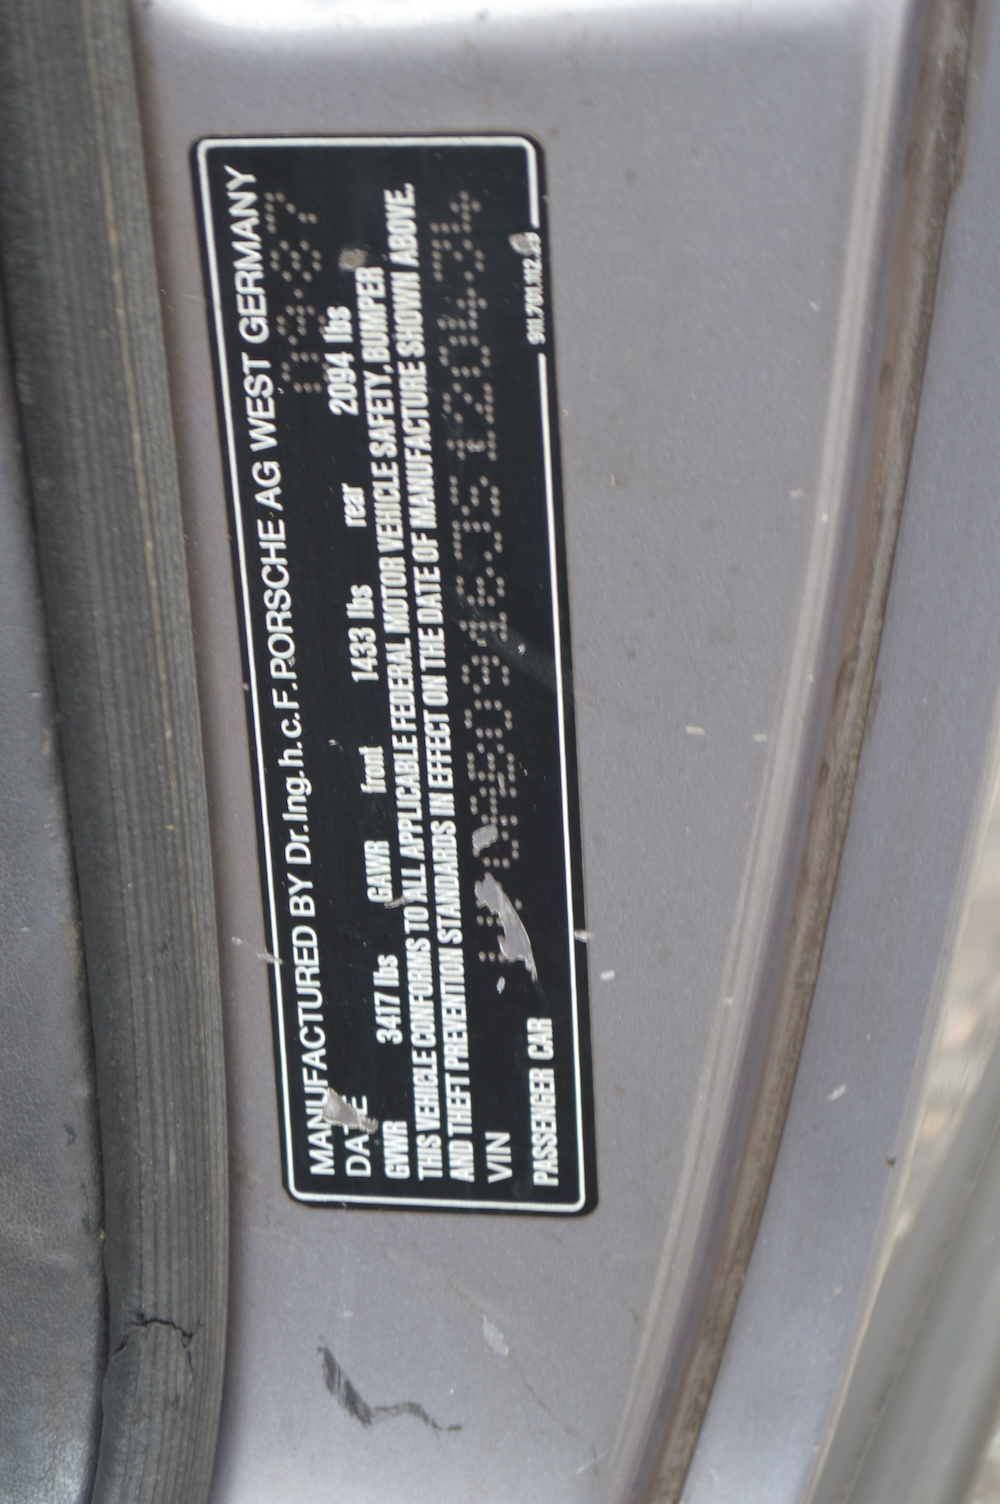 MANUFACTURED BY Dr.Ing.h.c.F.PORSCHE AG WEST GERMANY
DATE
GVWR 3417 lbs GAWR front 1433 lbs rear 2094 lbs
THIS VEHICLE CONFORMS TO ALL APPLICABLE FEDERAL MOTOR VEHICLE SAFETY, BUMPER
AND THEFT PREVENTION STANDARDS IN EFFECT ON THE DATE OF MANUFACTURE SHOWN ABOVE.
VIN
PASSENGER CAR